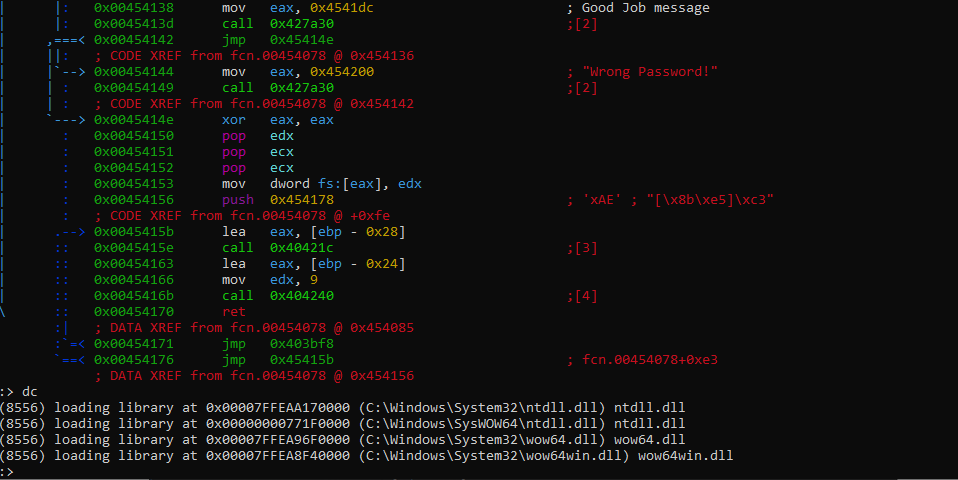 |      |:   0x00454138      mov   eax, 0x4541dc                    ; Good Job message
|      |:   0x0045413d      call  0x427a30                         ;[2]
|     ,===< 0x00454142      jmp   0x45414e
|     ||:   ; CODE XREF from fcn.00454078 @ 0x454136
|     |`--> 0x00454144      mov   eax, 0x454200                    ; "Wrong Password!"
|     | :   0x00454149      call  0x427a30                         ;[2]
|     | :   ; CODE XREF from fcn.00454078 @ 0x454142
|     `---> 0x0045414e      xor   eax, eax
|       :   0x00454150      pop   edx
|       :   0x00454151      pop   ecx
|       :   0x00454152      pop   ecx
|       :   0x00454153      mov   dword fs:[eax], edx
|       :   0x00454156      push  0x454178                         ; 'xAE' ; "[\x8b\xe5]\xc3"
|       :   ; CODE XREF from fcn.00454078 @ +0xfe
|      .--> 0x0045415b      lea   eax, [ebp - 0x28]
|      ::   0x0045415e      call  0x40421c                         ;[3]
|      ::   0x00454163      lea   eax, [ebp - 0x24]
|      ::   0x00454166      mov   edx, 9
|      ::   0x0045416b      call  0x404240                         ;[4]
\      ::   0x00454170      ret
       :|   ; DATA XREF from fcn.00454078 @ 0x454085
       :`=< 0x00454171      jmp   0x403bf8
       `==< 0x00454176      jmp   0x45415b                         ; fcn.00454078+0xe3
            ; DATA XREF from fcn.00454078 @ 0x454156
:> dc
(8556) loading library at 0x00007FFEAA170000 (C:\Windows\System32\ntdll.dll) ntdll.dll
(8556) loading library at 0x00000000771F0000 (C:\Windows\SysWOW64\ntdll.dll) ntdll.dll
(8556) loading library at 0x00007FFEA96F0000 (C:\Windows\System32\wow64.dll) wow64.dll
(8556) loading library at 0x00007FFEA8F40000 (C:\Windows\System32\wow64win.dll) wow64win.dll
:>